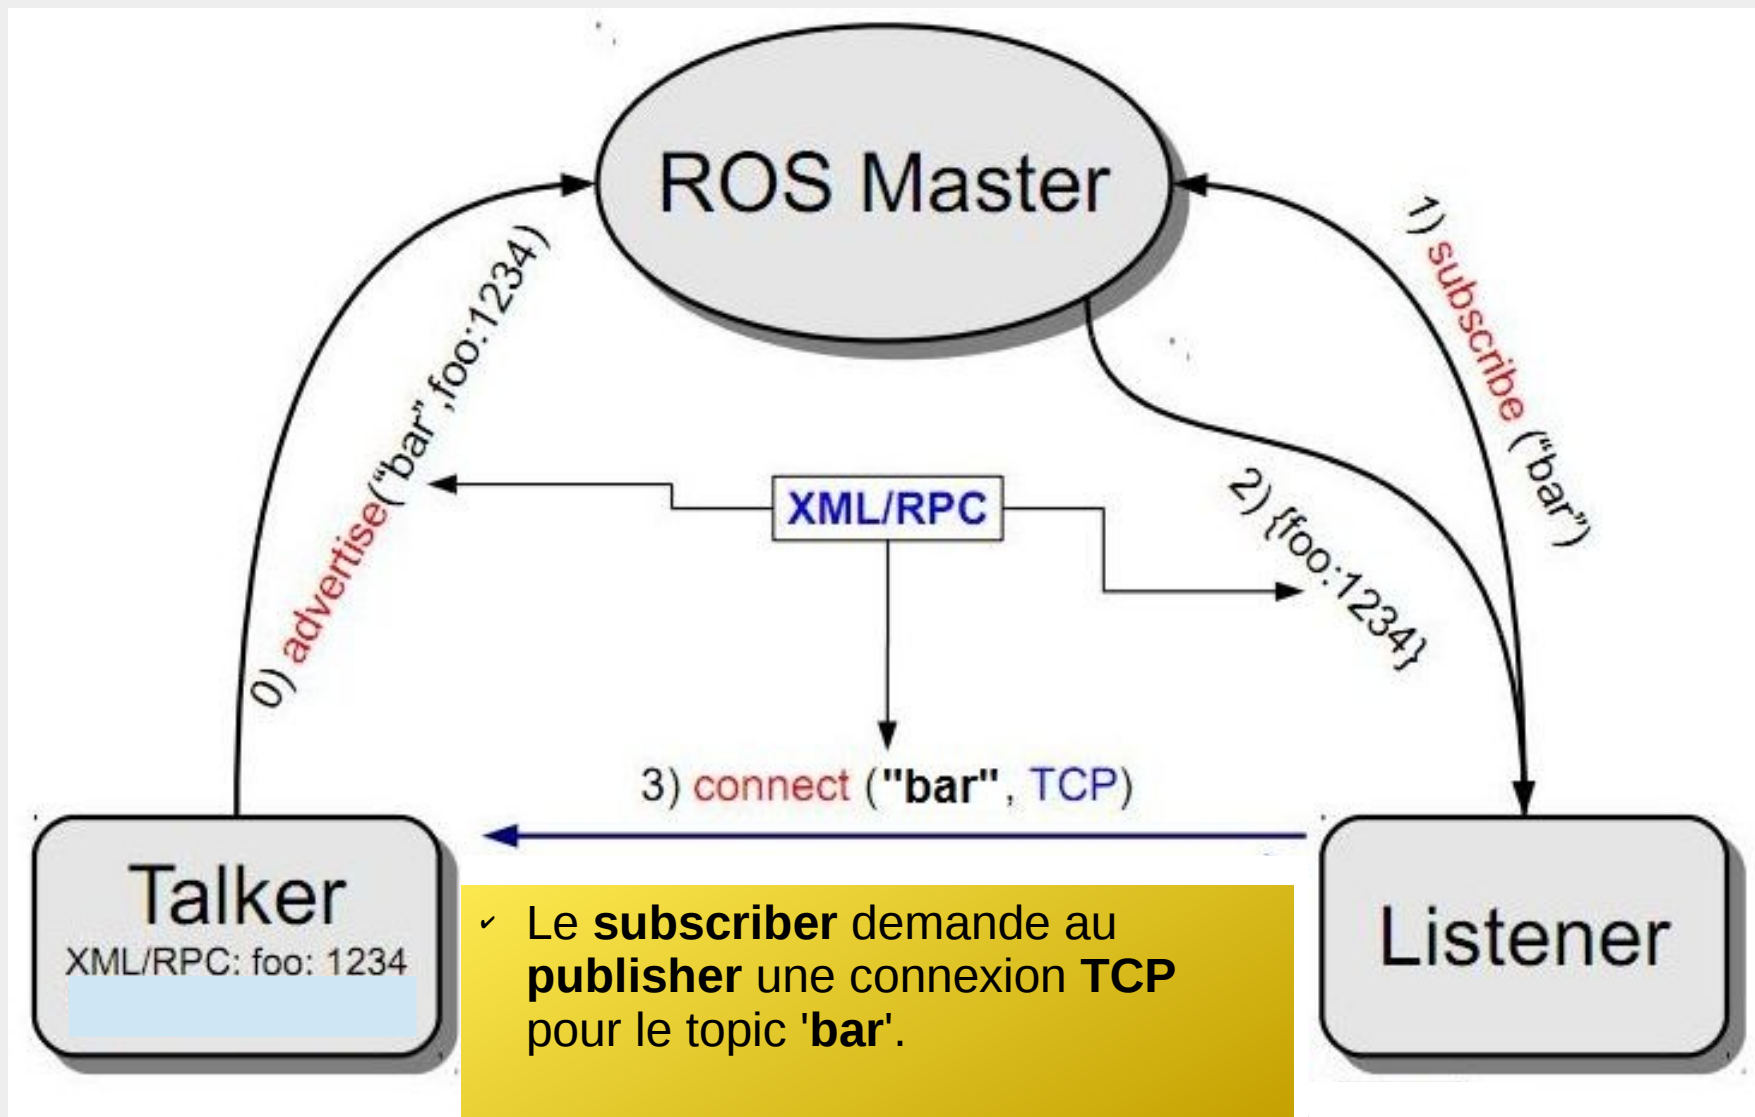 ROS Master
0) advertise(“bar”,foo:1234)
1) subscribe (“bar”)
XML/RPC
2) {foo:1234}
3) connect ("bar", TCP)
Talker
XML/RPC: foo: 1234
Listener
✓ Le subscriber demande au
publisher une connexion TCP
pour le topic 'bar'.